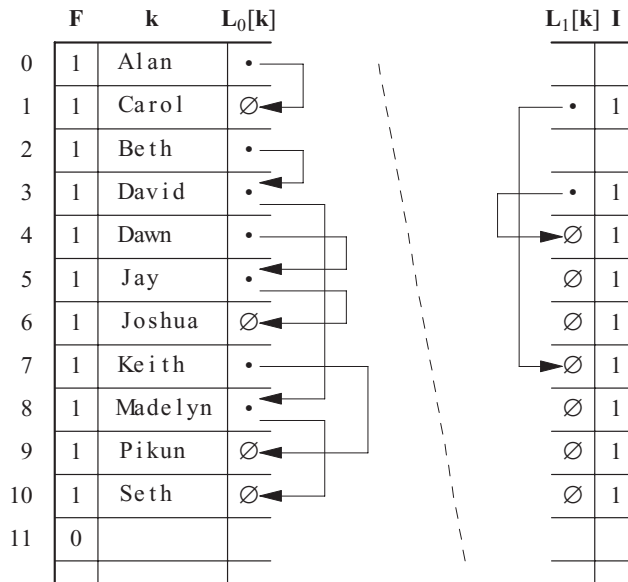 F k L₀[k] L₁[k] I
0 1 Alan •
1 1 Carol ∅ • 1
2 1 Beth •
3 1 David • • 1
4 1 Dawn • ∅ 1
5 1 Jay • ∅ 1
6 1 Joshua ∅ ∅ 1
7 1 Keith • ∅ 1
8 1 Madelyn • ∅ 1
9 1 Pikun ∅ ∅ 1
10 1 Seth ∅ ∅ 1
11 0